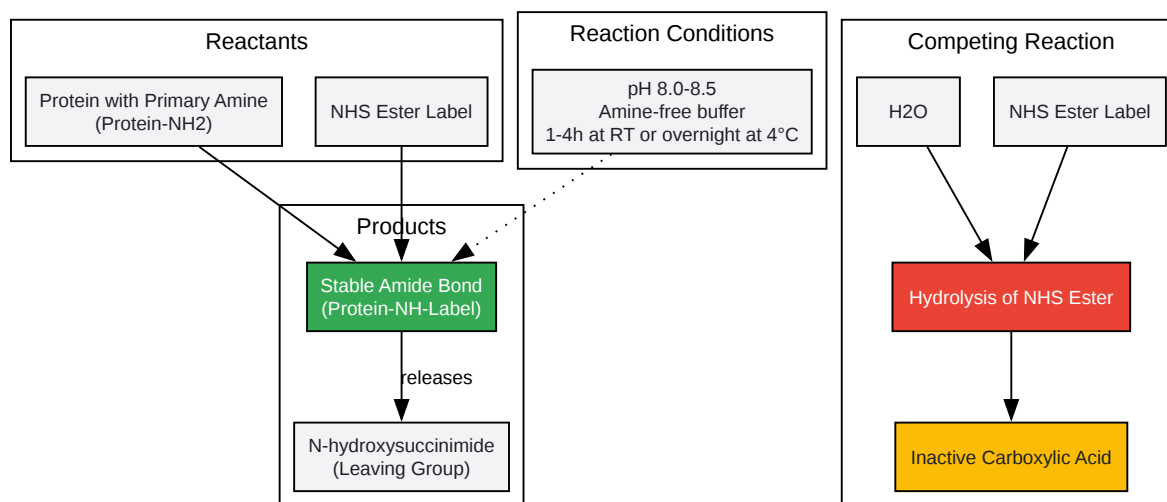 Reactants
Protein with Primary Amine
(Protein-NH2)
NHS Ester Label
Reaction Conditions
pH 8.0-8.5
Amine-free buffer
1-4h at RT or overnight at 4°C
Competing Reaction
H2O
NHS Ester Label
Products
Stable Amide Bond
(Protein-NH-Label)
releases
N-hydroxysuccinimide
(Leaving Group)
Hydrolysis of NHS Ester
Inactive Carboxylic Acid